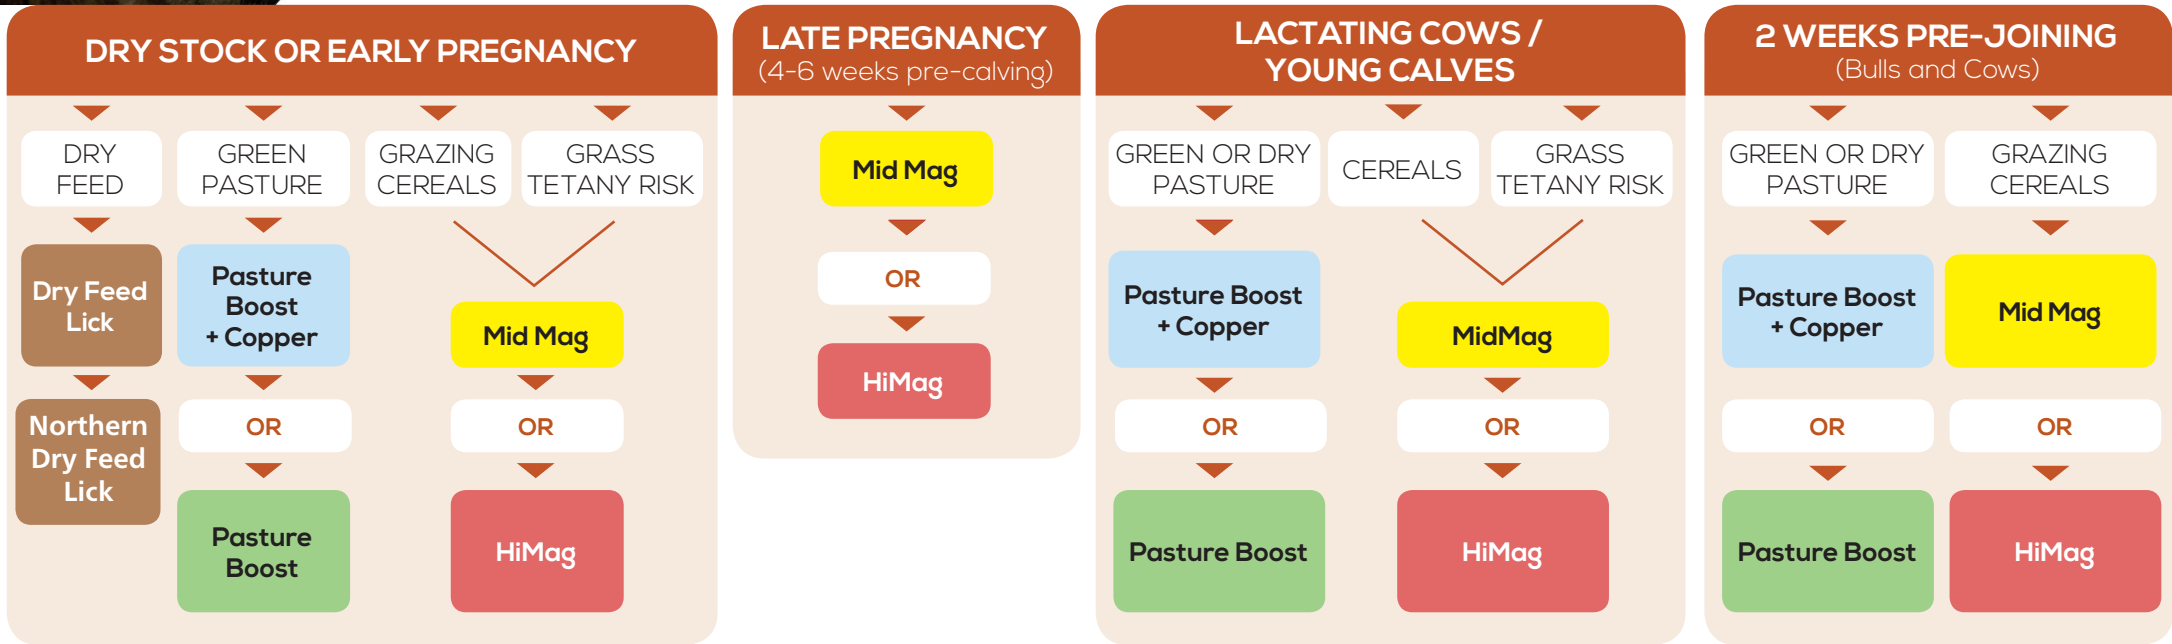 DRY STOCK OR EARLY PREGNANCY
DRY
FEED
GREEN
PASTURE
GRAZING
CEREALS
GRASS
TETANY RISK
Dry Feed
Lick
Northern
Dry Feed
Lick
Pasture
Boost
+ Copper
OR
Pasture
Boost
Mid Mag
OR
HiMag
LATE PREGNANCY
(4-6 weeks pre-calving)
Mid Mag
OR
HiMag
LACTATING COWS /
YOUNG CALVES
GREEN OR DRY
PASTURE
CEREALS
GRASS
TETANY RISK
Pasture Boost
+ Copper
OR
Pasture Boost
MidMag
OR
HiMag
2 WEEKS PRE-JOINING
(Bulls and Cows)
GREEN OR DRY
PASTURE
GRAZING
CEREALS
Pasture Boost
+ Copper
OR
Pasture Boost
Mid Mag
OR
HiMag